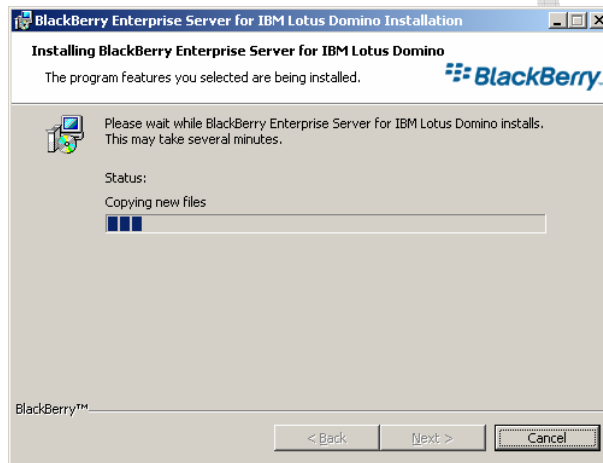 BlackBerry Enterprise Server for IBM Lotus Domino Installation
Installing BlackBerry Enterprise Server for IBM Lotus Domino
The program features you selected are being installed.
BlackBerry.
Please wait while BlackBerry Enterprise Server for IBM Lotus Domino installs.
This may take several minutes.
Status:
Copying new files
BlackBerry™
< Back
Next >
Cancel